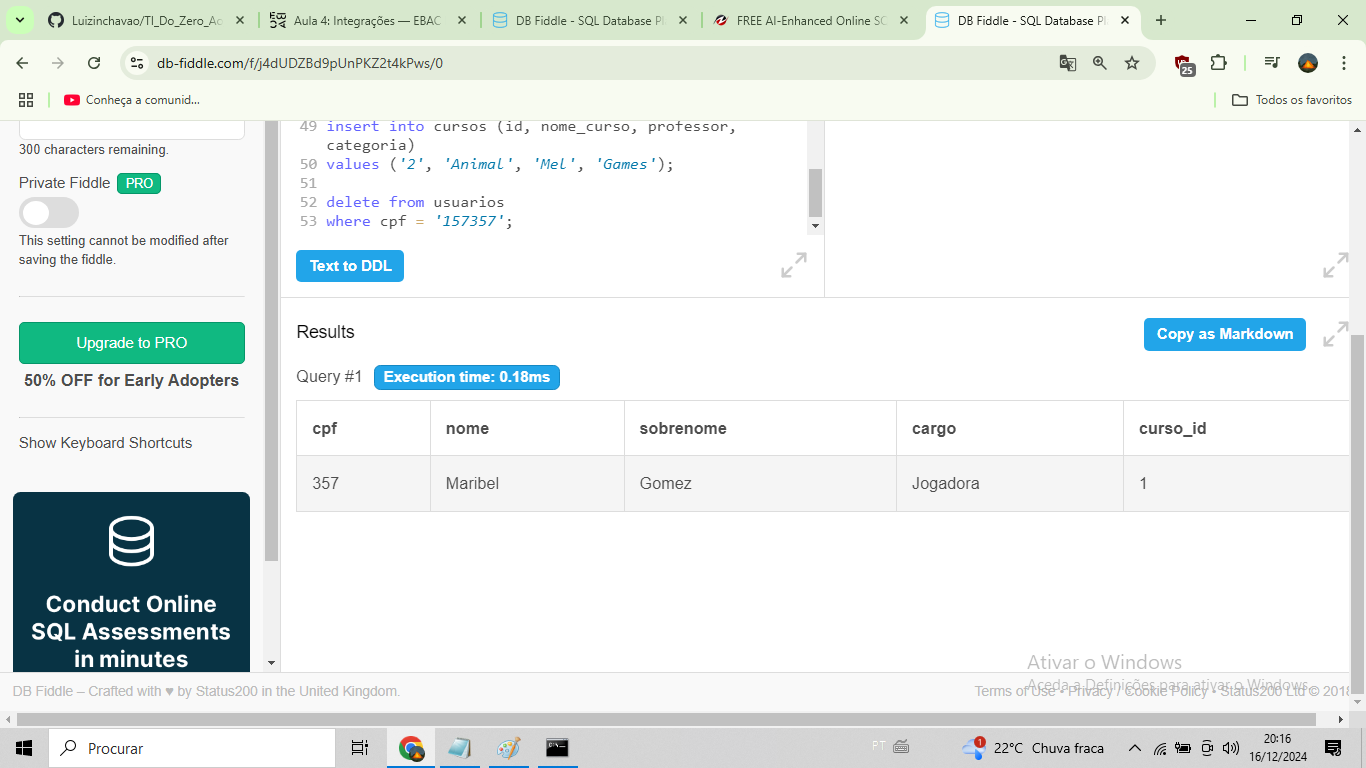 Luizinchavao/TI_Do_Zero_Ao
Aula 4: Integrações — EBAC
DB Fiddle - SQL Database Pl
FREE AI-Enhanced Online SQ
DB Fiddle - SQL Database Pl
db-fiddle.com/f/j4dUDZBd9pUnPKZ2t4kPws/0
25
Conheça a comunid...
Todos os favoritos
300 characters remaining.
Private Fiddle PRO
This setting cannot be modified after
saving the fiddle.
Upgrade to PRO
50% OFF for Early Adopters
Show Keyboard Shortcuts
Conduct Online
SQL Assessments
in minutes
49 insert into cursos (id, nome_curso, professor,
categoria)
50 values ('2', 'Animal', 'Mel', 'Games');
51
52 delete from usuarios
53 where cpf = '157357';
Text to DDL
Results
Copy as Markdown
Query #1 Execution time: 0.18ms
cpf nome sobrenome cargo curso_id
357 Maribel Gomez Jogadora 1
Ativar o Windows
Aceda a Definições para ativar o Windows.
DB Fiddle – Crafted with ♥ by Status200 in the United Kingdom.
Terms of Use • Privacy / Cookie Policy • Status200 Ltd © 2018
Procurar
PT
1
22°C Chuva fraca
20:16
16/12/2024